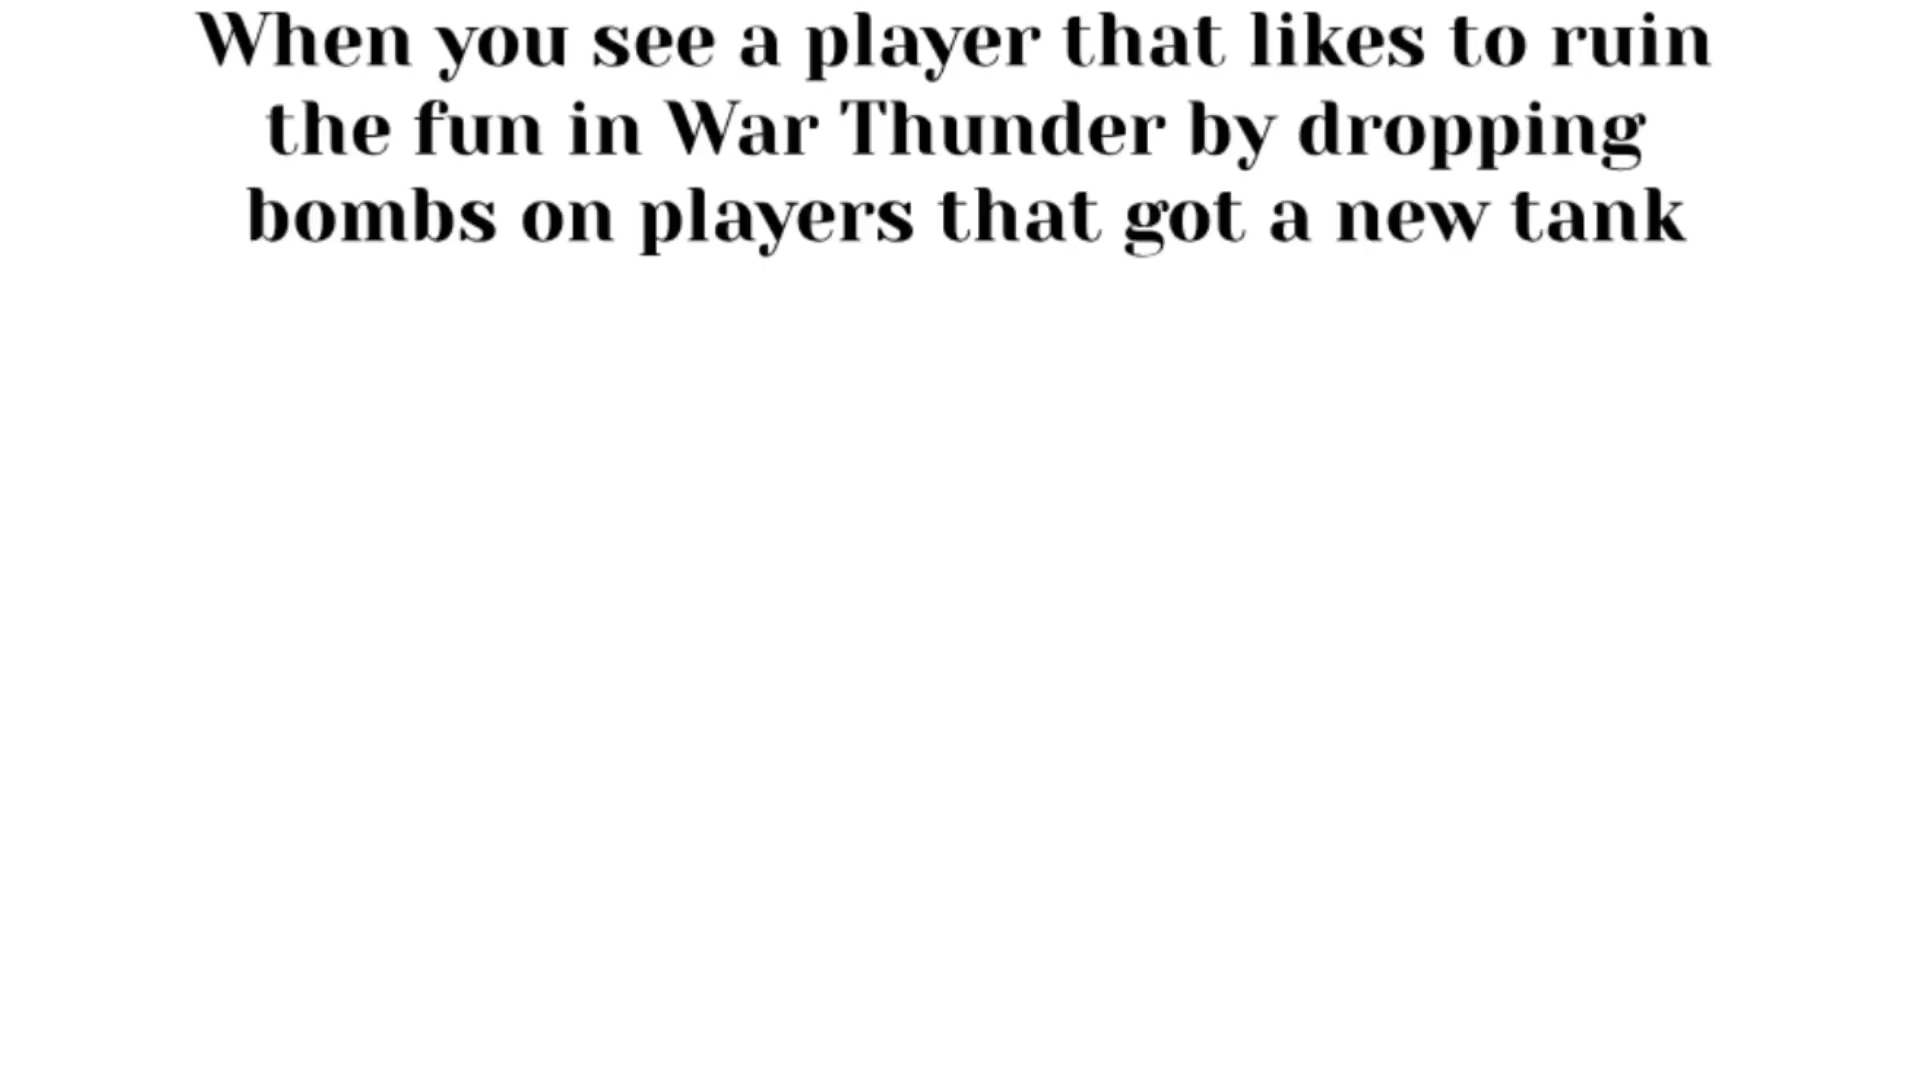 When you see a player that likes to ruin
the fun in War Thunder by dropping
bombs on players that got a new tank